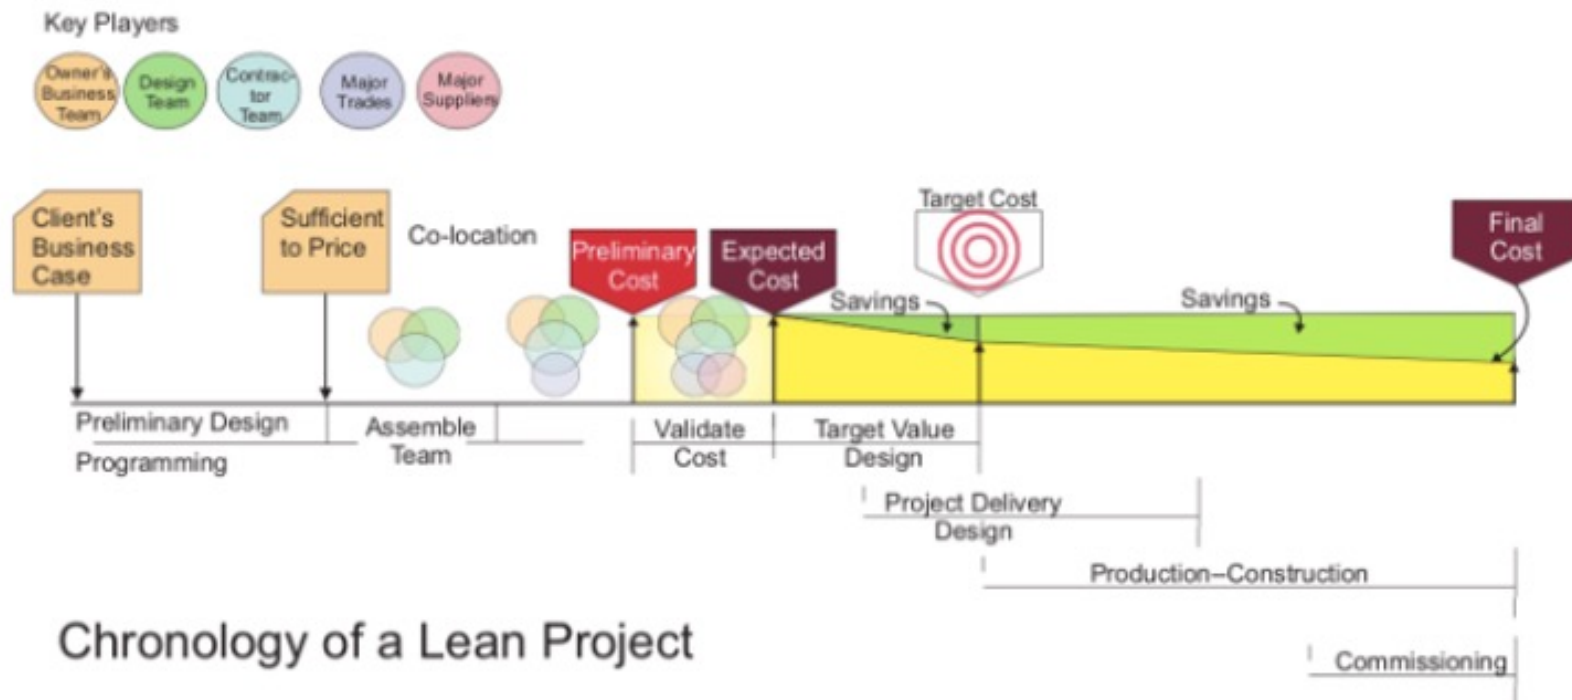 Key Players
Owner's
Business
Team
Design
Team
Contrac-
tor
Team
Major
Trades
Major
Suppliers
Client's
Business
Case
Sufficient
to Price
Co-location
Preliminary
Cost
Expected
Cost
Target Cost
Final
Cost
Savings
Savings
Preliminary Design
Programming
Assemble
Team
Validate
Cost
Target Value
Design
Project Delivery
Design
Production–Construction
Commissioning
Chronology of a Lean Project